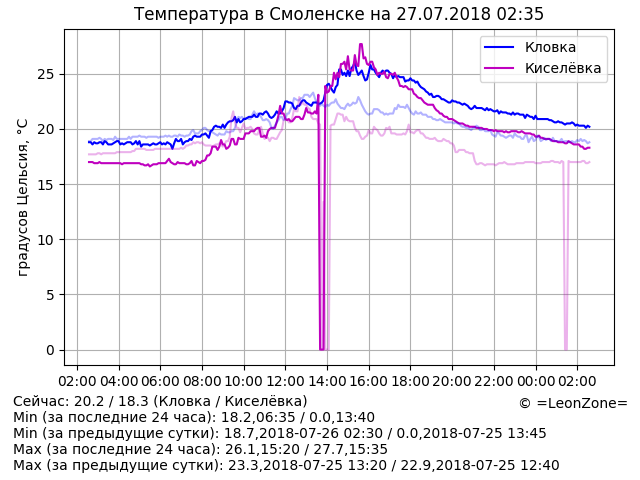 Температура в Смоленске на 27.07.2018 02:35
Кловка
Киселёвка
градусов Цельсия, °C
25
20
15
10
5
0
02:00 04:00 06:00 08:00 10:00 12:00 14:00 16:00 18:00 20:00 22:00 00:00 02:00
Сейчас: 20.2 / 18.3 (Кловка / Киселёвка)
© =LeonZone=
Min (за последние 24 часа): 18.2,06:35 / 0.0,13:40
Min (за предыдущие сутки): 18.7,2018-07-26 02:30 / 0.0,2018-07-25 13:45
Max (за последние 24 часа): 26.1,15:20 / 27.7,15:35
Max (за предыдущие сутки): 23.3,2018-07-25 13:20 / 22.9,2018-07-25 12:40